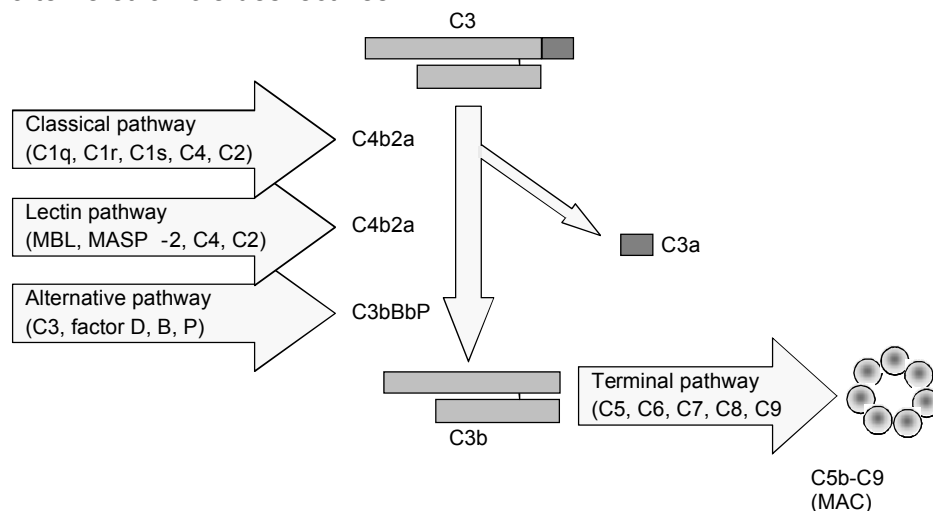 C3
Classical pathway
(C1q, C1r, C1s, C4, C2)
C4b2a
Lectin pathway
(MBL, MASP -2, C4, C2)
C4b2a
C3a
Alternative pathway
(C3, factor D, B, P)
C3bBbP
Terminal pathway
(C5, C6, C7, C8, C9
C3b
C5b-C9
(MAC)